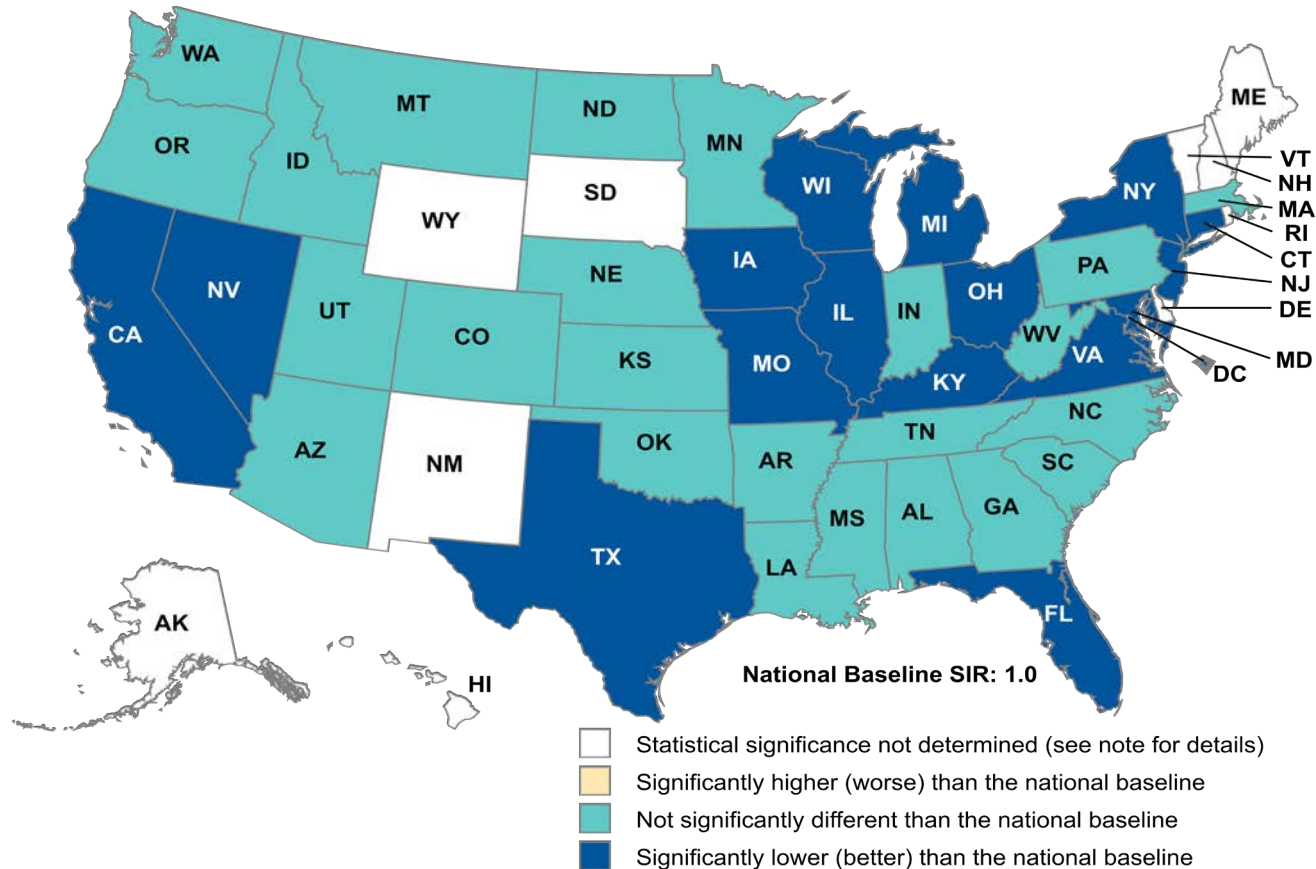 WA
MT
ND
MN
OR
ID
SD
WY
WI
MI
NY
ME
VT
NH
MA
RI
CT
NJ
DE
MD
DC
NV
CA
UT
CO
NE
IA
KS
MO
IL
IN
OH
PA
WV
VA
KY
AZ
NM
OK
AR
TN
NC
SC
MS
AL
GA
TX
LA
FL
AK
HI
National Baseline SIR: 1.0
Statistical significance not determined (see note for details)
Significantly higher (worse) than the national baseline
Not significantly different than the national baseline
Significantly lower (better) than the national baseline